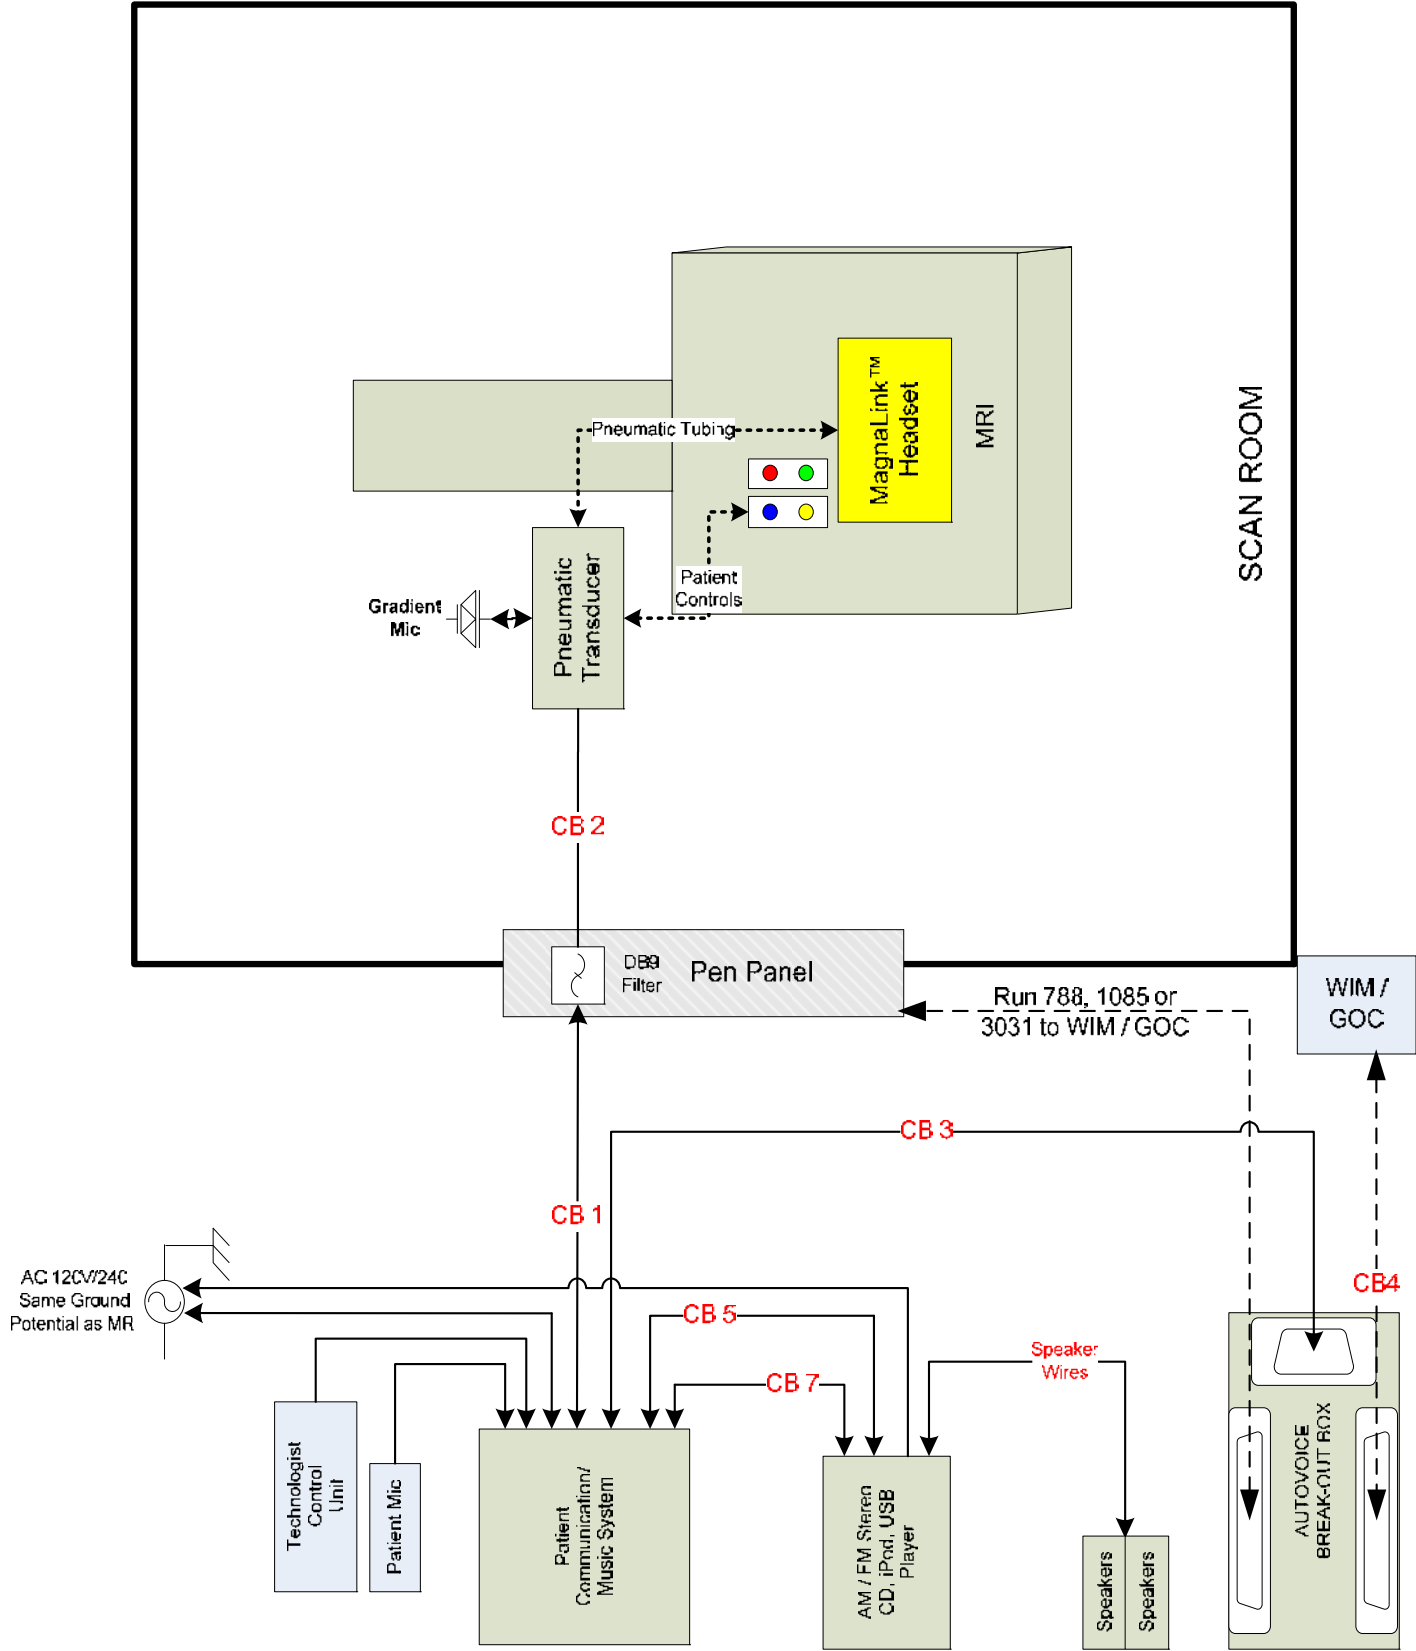 MagnaLink™
Headset
MRI
SCAN ROOM
Pneumatic Tubing
Patient
Controls
Pneumatic
Transducer
Gradient
Mic
CB 2
DB9
Filter
Pen Panel
WIM /
GOC
Run 788, 1085 or
3031 to WIM / GOC
CB 3
CB 1
AC 120V/240
Same Ground
Potential as MR
CB 5
CB4
Speaker
Wires
CB 7
Technologist
Control
Unit
Patient Mic
Patient
Communication/
Music System
AM / FM Stereo
CD, iPod, USB
Player
Speakers
Speakers
AUTOVOICE
BREAK-OUT BOX